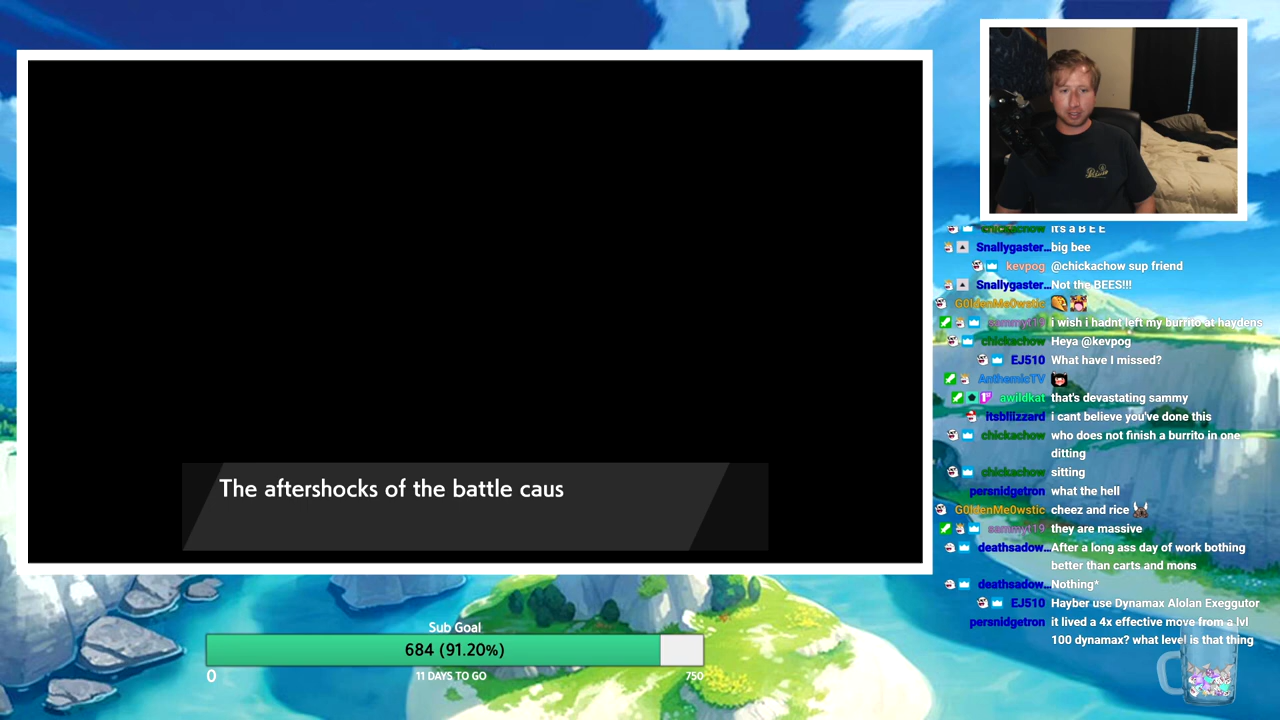 The aftershocks of the battle caus
Sub Goal
684 (91.20%)
0
11 DAYS TO GO
750
chickachow its a B E E
Snallygaster... big bee
kevpog @chickachow sup friend
Snallygaster... Not the BEES!!!
G0ldenMe0wstic
sammyt19 i wish i hadnt left my burrito at haydens
chickachow Heya @kevpog
EJ510 What have I missed?
AnthemicTV
awildkat that's devastating sammy
itsbliizzard i cant believe you've done this
chickachow who does not finish a burrito in one
ditting
chickachow sitting
persnidgetron what the hell
G0ldenMe0wstic cheez and rice
sammyt19 they are massive
deathsadow... After a long ass day of work bothing
better than carts and mons
deathsadow... Nothing*
EJ510 Hayber use Dynamax Alolan Exeggutor
persnidgetron it lived a 4x effective move from a lvl
100 dynamax? what level is that thing